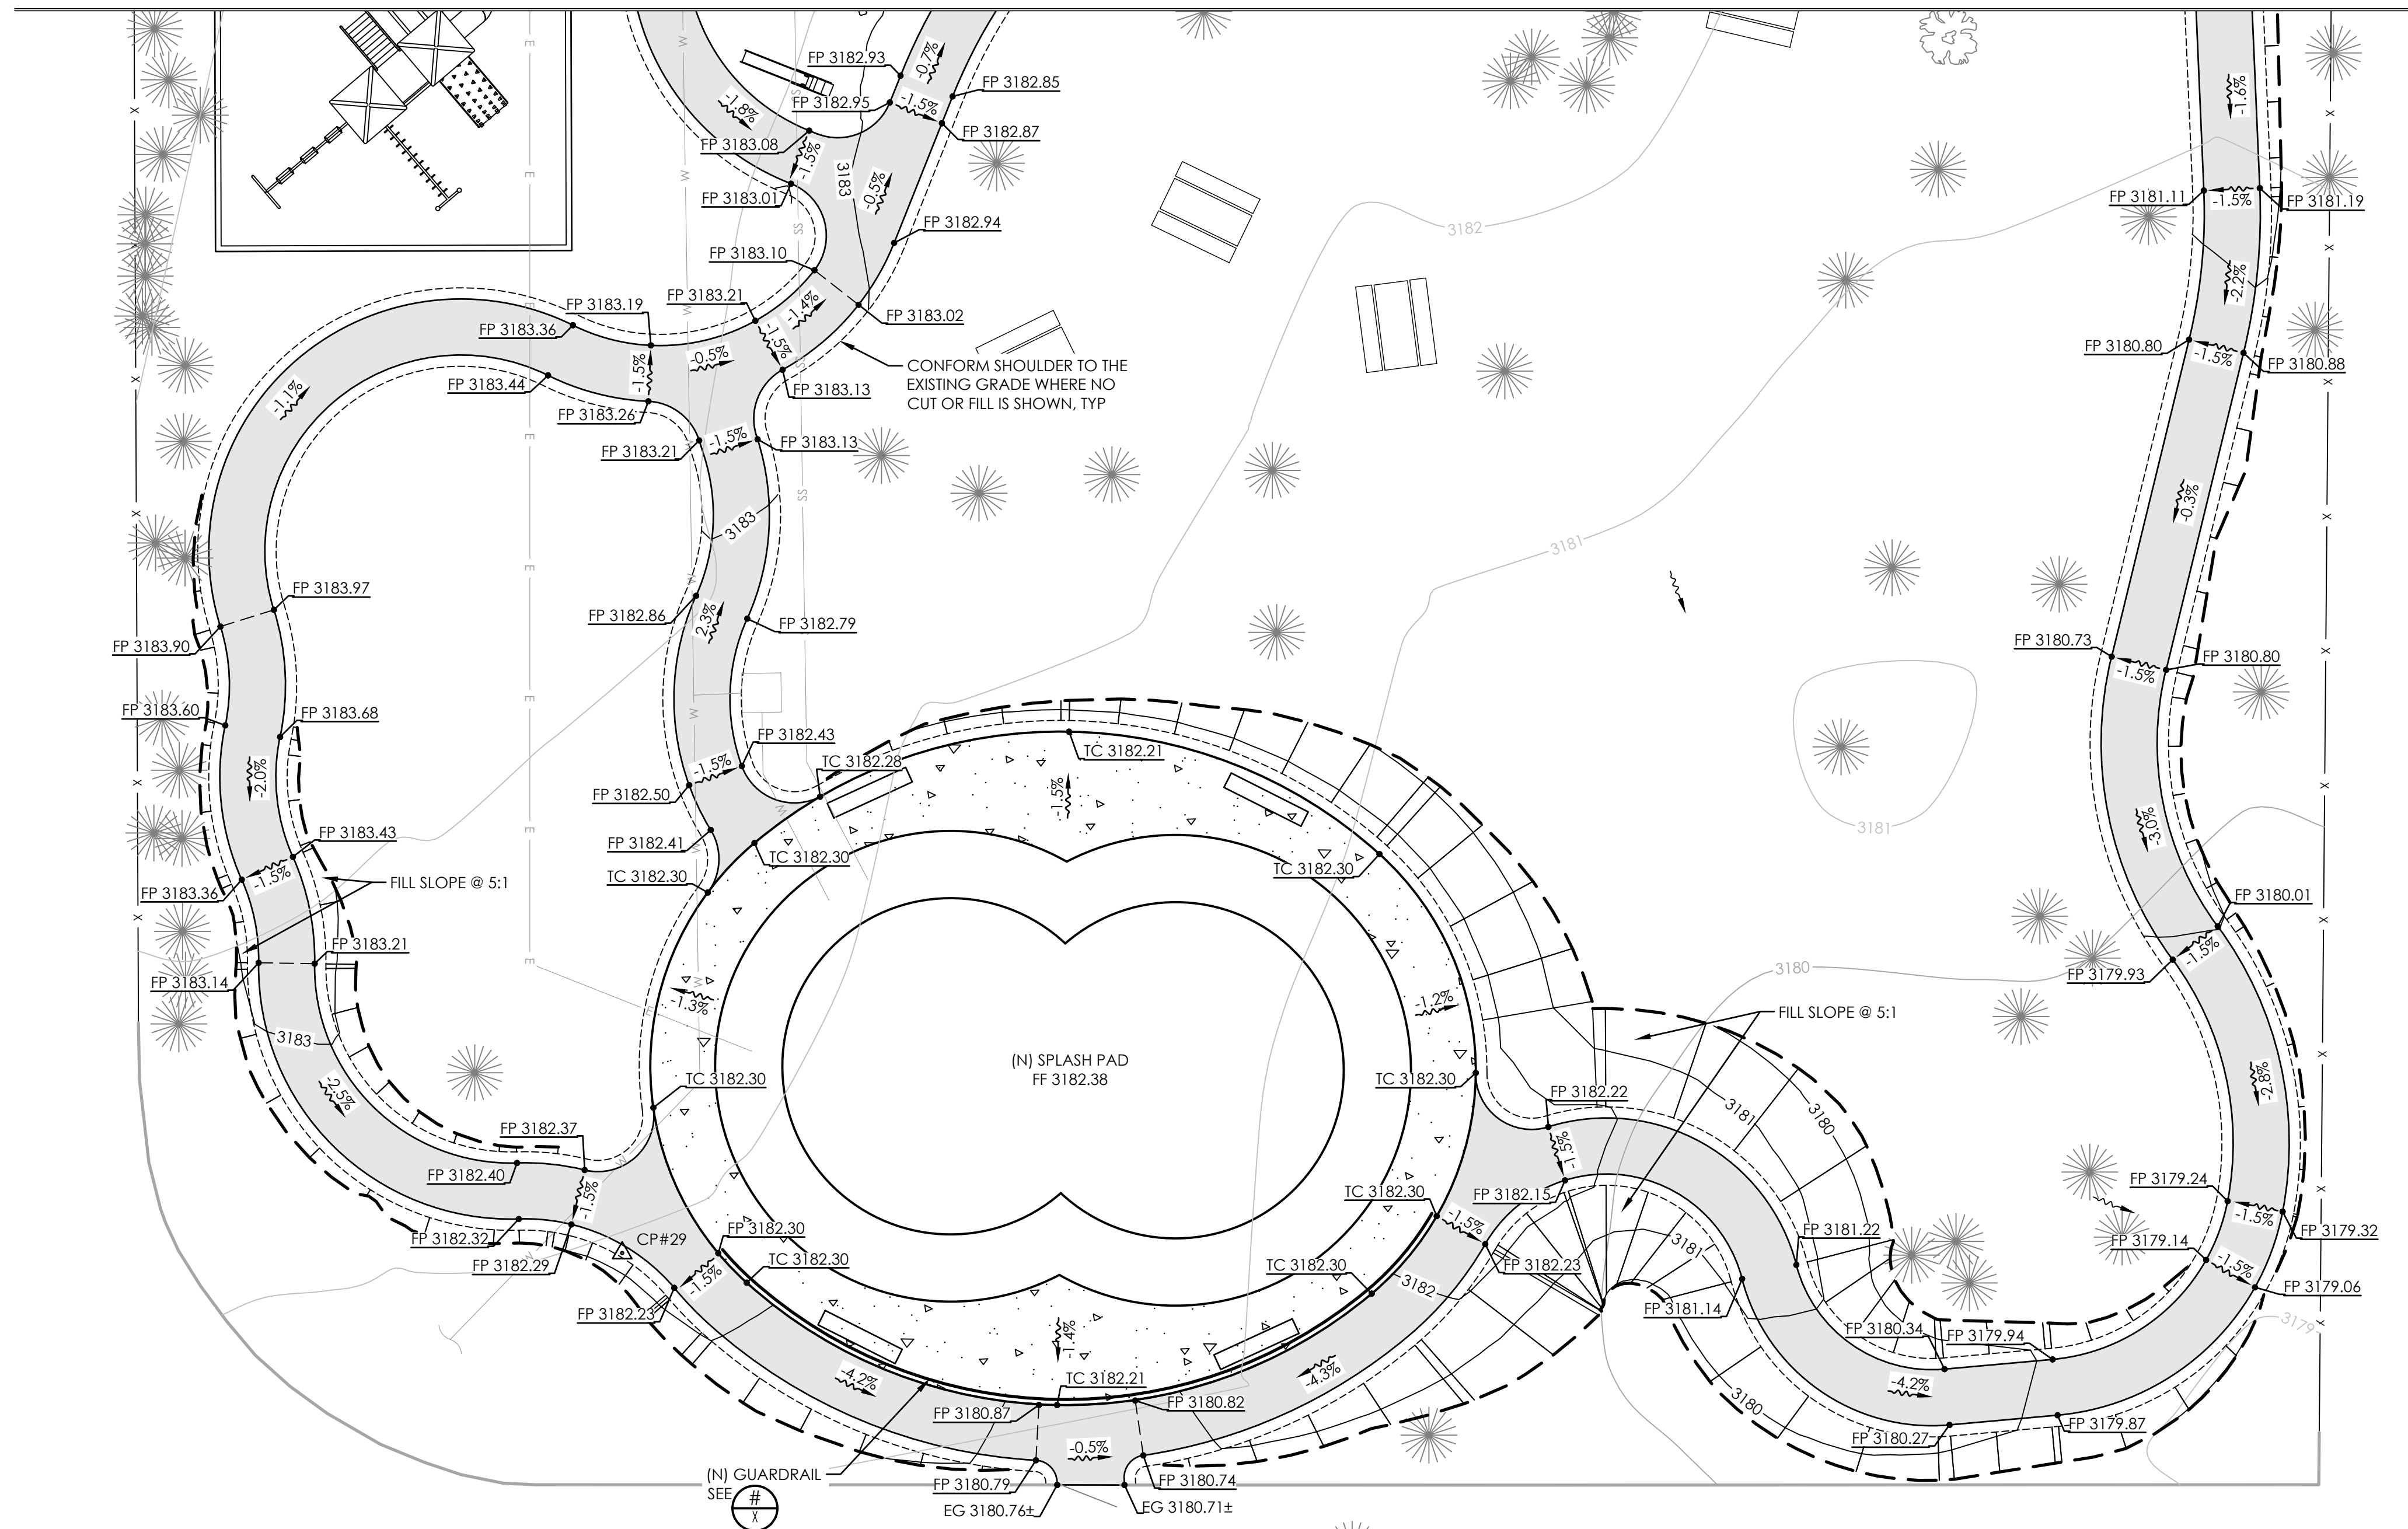 FP 3182.93
-0.7%
W
E
FP 3182.85
-1.8%
FP 3182.95
-1.5%
-1.6%
X
X
FP 3182.87
FP 3183.08
-1.5%
3183
-0.5%
FP 3183.01
FP 3181.11
-1.5%
FP 3181.19
FP 3182.94
3182
SS
FP 3183.10
FP 3183.19
FP 3183.21
-1.4%
-2.2%
FP 3183.02
FP 3183.36
-0.5%
-1.5%
FP 3180.80
-1.5%
FP 3180.88
CONFORM SHOULDER TO THE
EXISTING GRADE WHERE NO
CUT OR FILL IS SHOWN, TYP
-1.1%
FP 3183.44
-1.5%
FP 3183.13
FP 3183.26
FP 3183.21
-1.5%
FP 3183.13
-0.3%
3183
SS
3181
FP 3183.97
FP 3182.86
2.3%
FP 3182.79
FP 3183.90
FP 3180.73
-1.5%
FP 3180.80
FP 3183.60
FP 3183.68
FP 3182.43
TC 3182.28
TC 3182.21
-2.0%
-1.5%
-1.5%
FP 3182.50
FP 3183.43
FP 3182.41
3181
-3.0%
TC 3182.30
TC 3182.30
TC 3182.30
-1.5%
FILL SLOPE @ 5:1
FP 3183.36
FP 3180.01
FP 3183.21
-1.5%
FP 3183.14
3180
FP 3179.93
-1.3%
-1.2%
FILL SLOPE @ 5:1
3183
(N) SPLASH PAD
FF 3182.38
TC 3182.30
TC 3182.30
FP 3182.22
-2.5%
3181
3180
-2.8%
FP 3182.37
-1.5%
FP 3182.40
-1.5%
TC 3182.30
FP 3182.15
FP 3179.24
-1.5%
FP 3179.32
FP 3182.32
CP#29
FP 3182.30
-1.5%
3181
FP 3181.22
FP 3179.14
-1.5%
FP 3182.29
TC 3182.30
-1.5%
TC 3182.30
FP 3182.23
3182
FP 3179.06
FP 3182.23
FP 3181.14
FP 3180.34
FP 3179.94
3179
-1.4%
-4.2%
-4.3%
-4.2%
TC 3182.21
3180
FP 3180.87
FP 3180.82
FP 3179.87
FP 3180.27
-0.5%
(N) GUARDRAIL
SEE
#
X
FP 3180.79
FP 3180.74
EG 3180.76±
EG 3180.71±